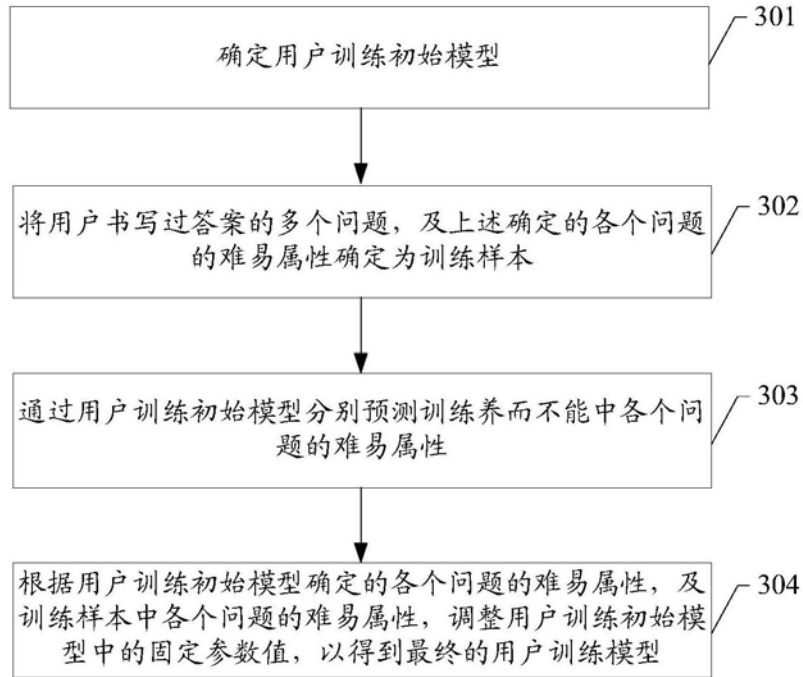 确定用户训练初始模型
301
将用户书写过答案的多个问题，及上述确定的各个问题
的难易属性确定为训练样本
302
通过用户训练初始模型分别预测训练养而不能中各个问
题的难易属性
303
根据用户训练初始模型确定的各个问题的难易属性，及
训练样本中各个问题的难易属性，调整用户训练初始模
型中的固定参数值，以得到最终的用户训练模型
304